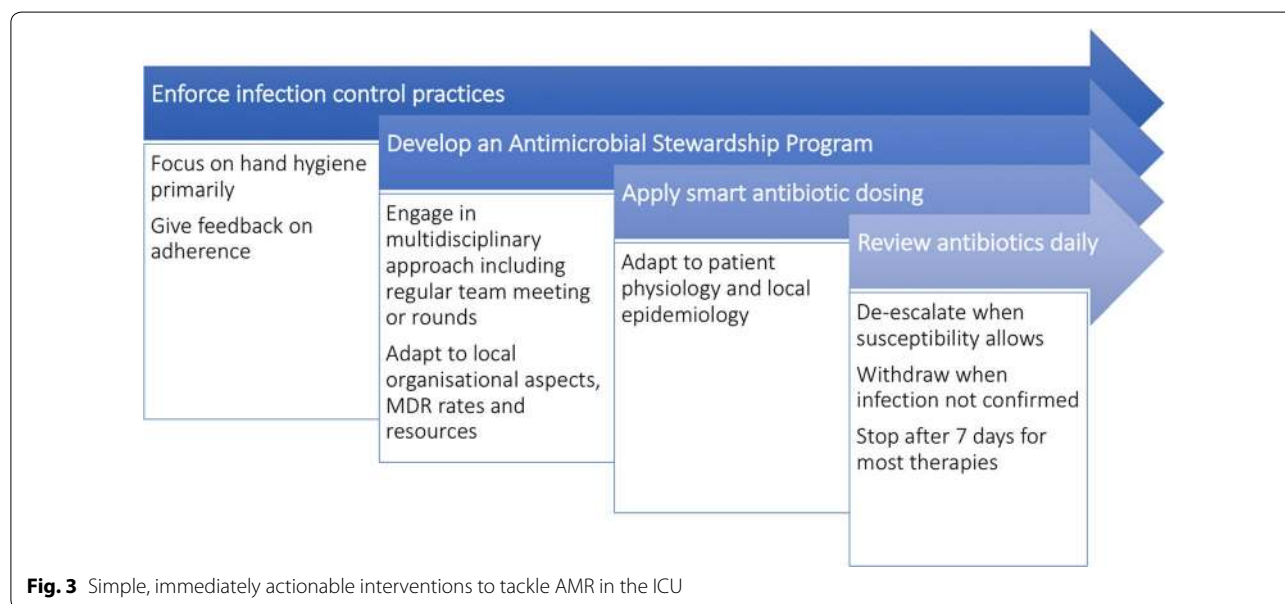 Enforce infection control practices
Focus on hand hygiene
primarily
Give feedback on
adherence
Develop an Antimicrobial Stewardship Program
Engage in
multidisciplinary
approach including
regular team meeting
or rounds
Adapt to local
organisational aspects,
MDR rates and
resources
Apply smart antibiotic dosing
Adapt to patient
physiology and local
epidemiology
Review antibiotics daily
De-escalate when
susceptibility allows
Withdraw when
infection not confirmed
Stop after 7 days for
most therapies
Fig. 3 Simple, immediately actionable interventions to tackle AMR in the ICU